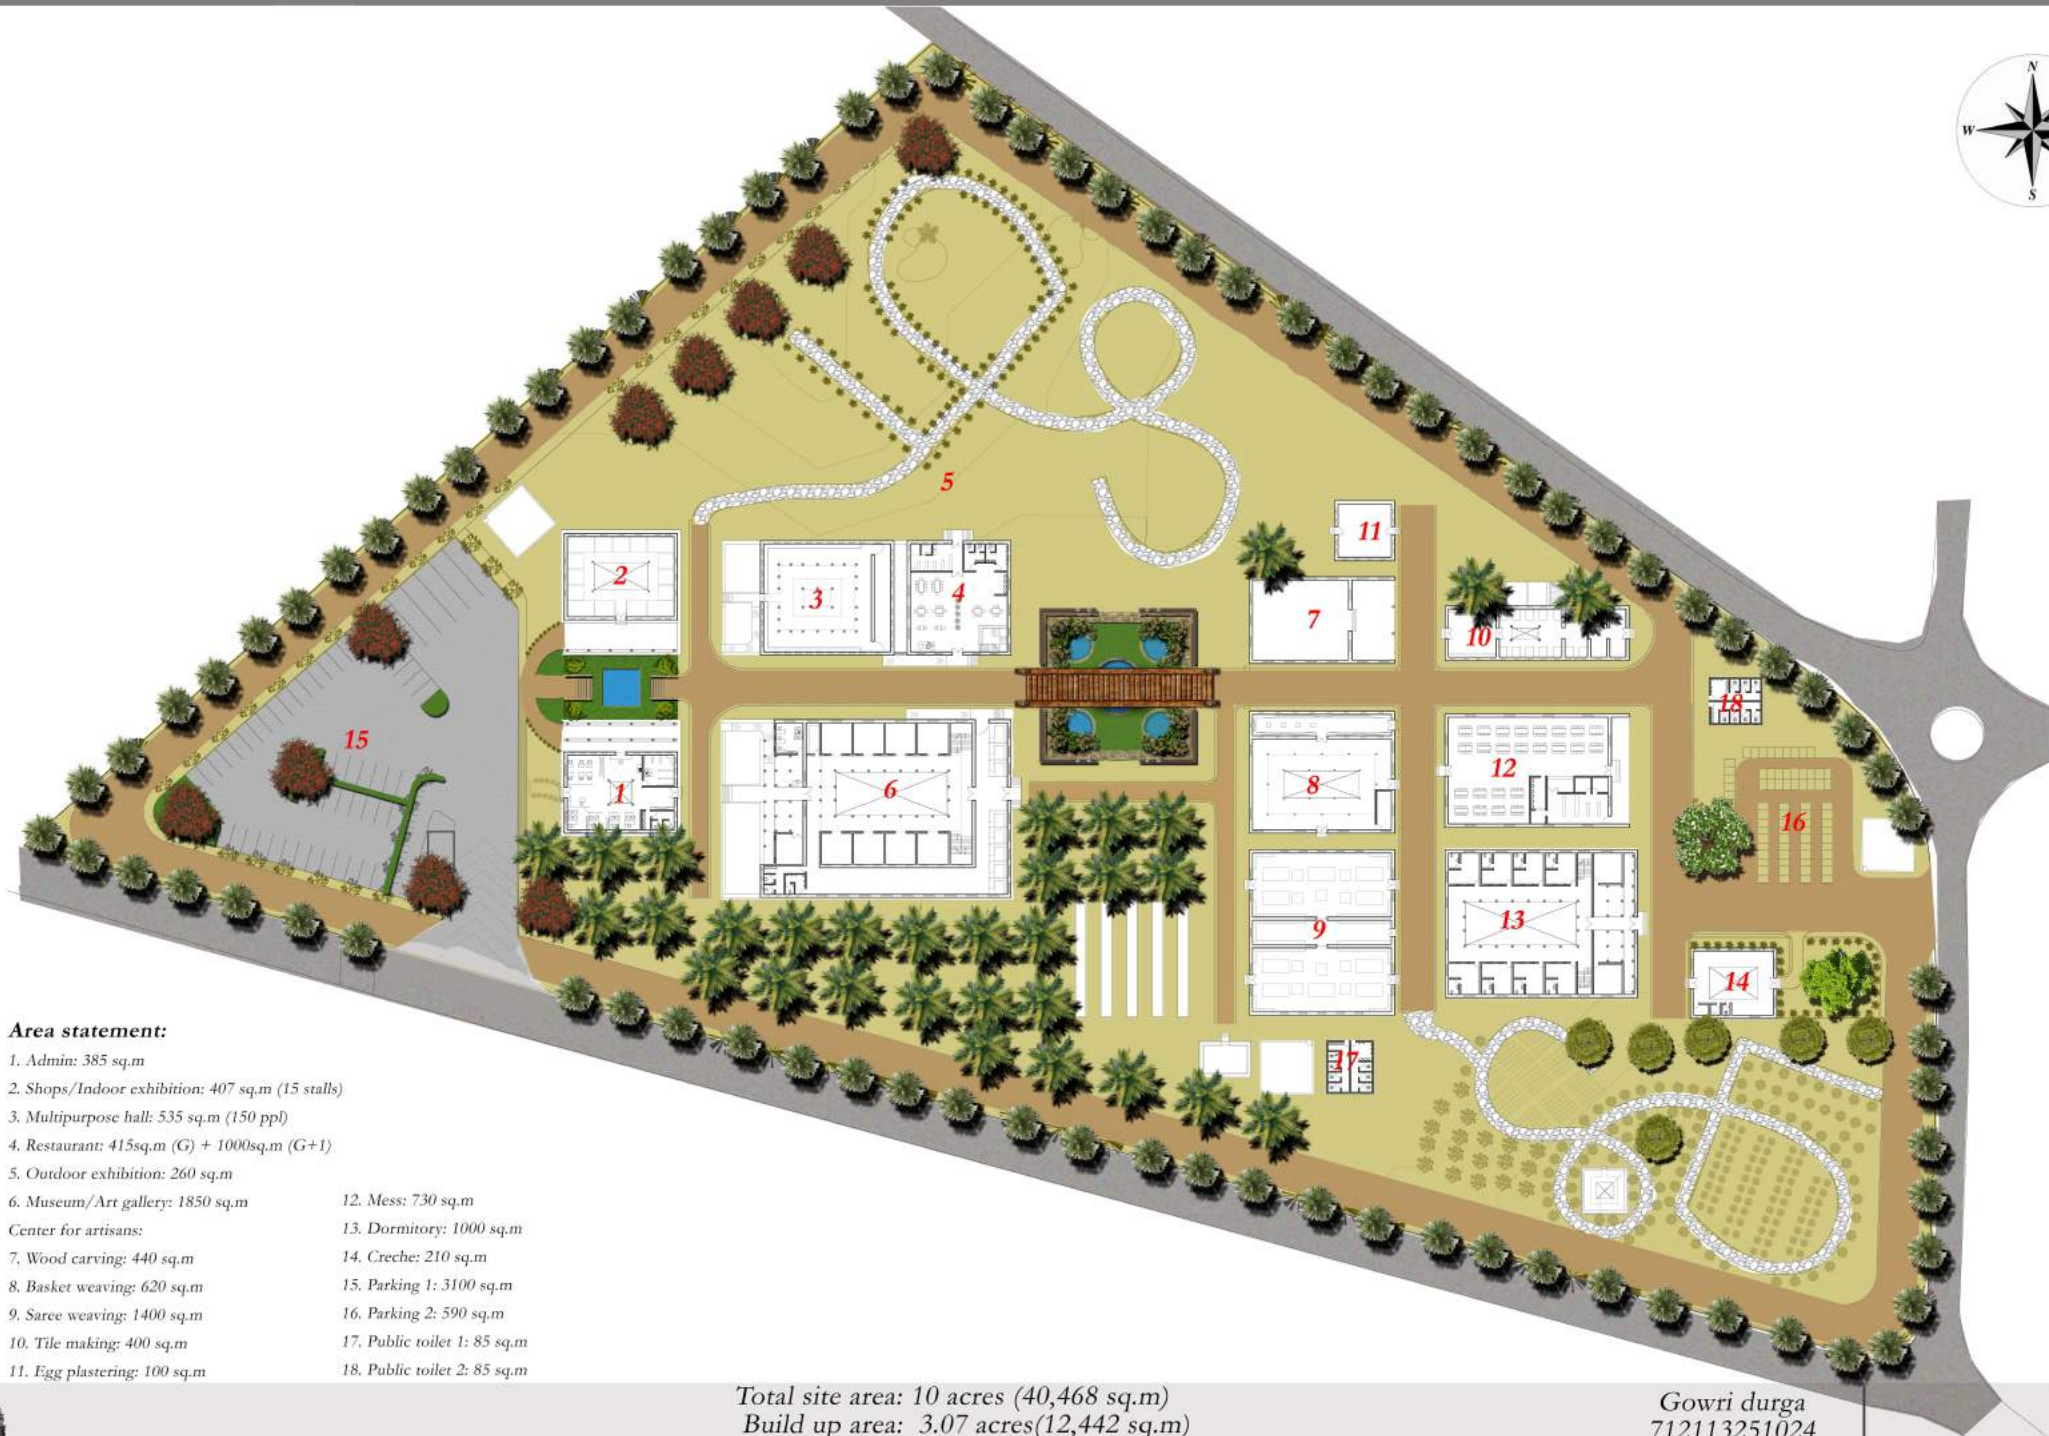 N
W
S
11
2
3
4
5
7
10
18
15
1
6
8
12
16
9
13
14
17
Area statement:
1. Admin: 385 sq.m
2. Shops/Indoor exhibition: 407 sq.m (15 stalls)
3. Multipurpose hall: 535 sq.m (150 ppl)
4. Restaurant: 415sq.m (G) + 1000sq.m (G+1)
5. Outdoor exhibition: 260 sq.m
6. Museum/Art gallery: 1850 sq.m
Center for artisans:
7. Wood carving: 440 sq.m
8. Basket weaving: 620 sq.m
9. Saree weaving: 1400 sq.m
10. Tile making: 400 sq.m
11. Egg plastering: 100 sq.m
12. Mess: 730 sq.m
13. Dormitory: 1000 sq.m
14. Creche: 210 sq.m
15. Parking 1: 3100 sq.m
16. Parking 2: 590 sq.m
17. Public toilet 1: 85 sq.m
18. Public toilet 2: 85 sq.m
Total site area: 10 acres (40,468 sq.m)
Build up area: 3.07 acres(12,442 sq.m)
Gowri durga
712113251024